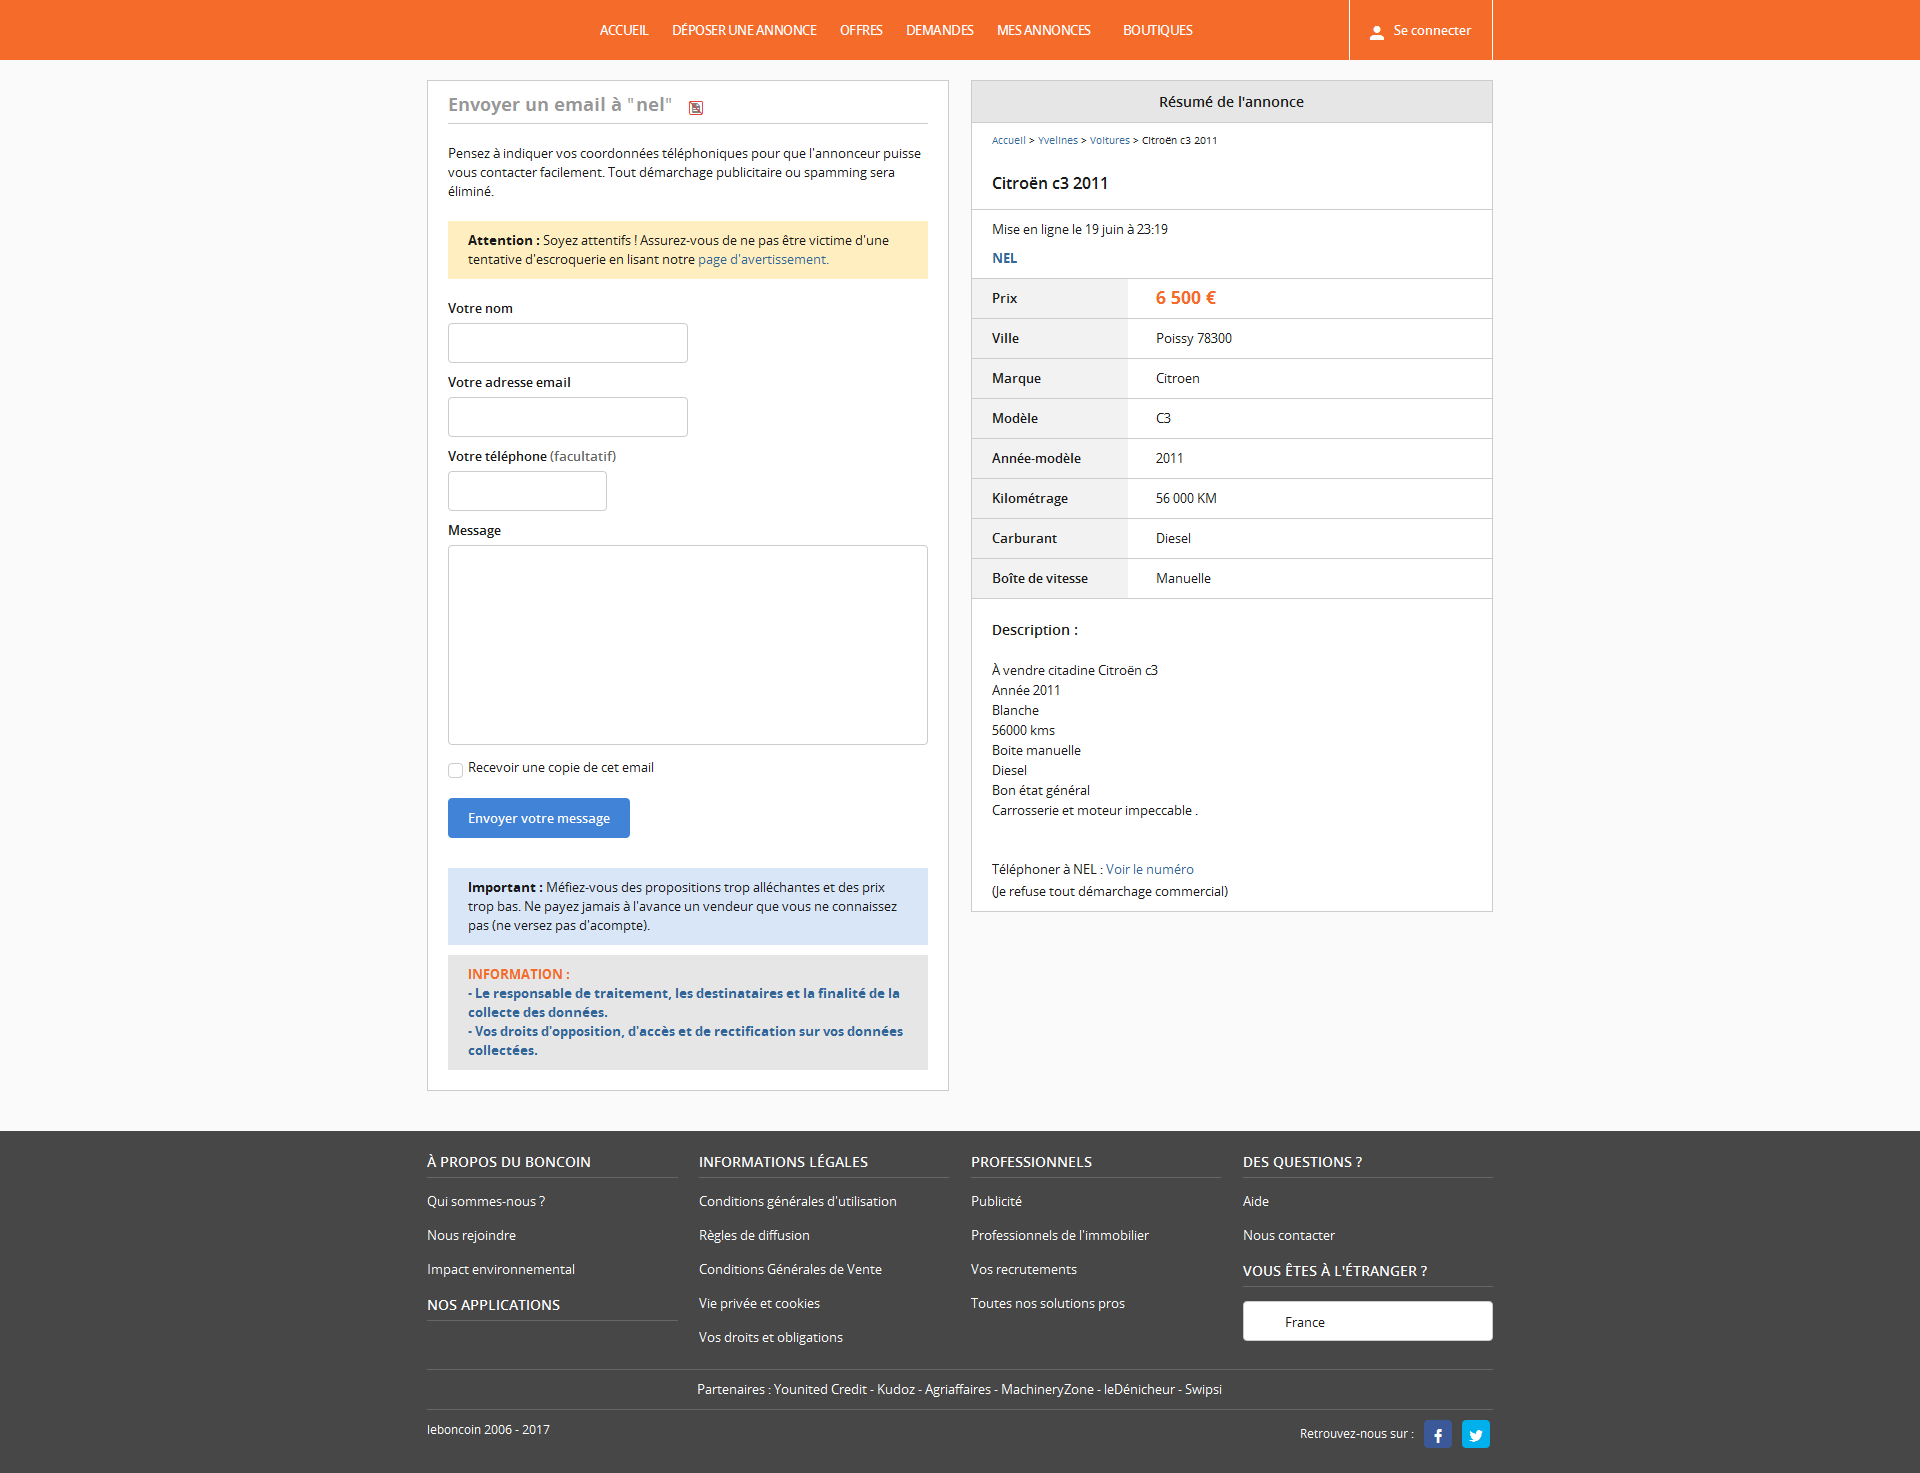 ACCUEIL DÉPOSER UNE ANNONCE OFFRES DEMANDES MES ANNONCES BOUTIQUES Se connecter
Envoyer un email à "nel"
Pensez à indiquer vos coordonnées téléphoniques pour que l'annonceur puisse
vous contacter facilement. Tout démarchage publicitaire ou spamming sera
éliminé.
Attention : Soyez attentifs ! Assurez-vous de ne pas être victime d'une
tentative d'escroquerie en lisant notre page d'avertissement.
Votre nom
Votre adresse email
Votre téléphone (facultatif)
Message
Recevoir une copie de cet email
Envoyer votre message
Important : Méfiez-vous des propositions trop alléchantes et des prix
trop bas. Ne payez jamais à l'avance un vendeur que vous ne connaissez
pas (ne versez pas d'acompte).
INFORMATION :
- Le responsable de traitement, les destinataires et la finalité de la
collecte des données.
- Vos droits d'opposition, d'accès et de rectification sur vos données
collectées.
Résumé de l'annonce
Accueil > Yvelines > Voitures > Citroën c3 2011
Citroën c3 2011
Mise en ligne le 19 juin à 23:19
NEL
Prix 6 500 €
Ville Poissy 78300
Marque Citroen
Modèle C3
Année-modèle 2011
Kilométrage 56 000 KM
Carburant Diesel
Boîte de vitesse Manuelle
Description :
À vendre citadine Citroën c3
Année 2011
Blanche
56000 kms
Boite manuelle
Diesel
Bon état général
Carrosserie et moteur impeccable .
Téléphoner à NEL : Voir le numéro
(Je refuse tout démarchage commercial)
À PROPOS DU BONCOIN
Qui sommes-nous ?
Nous rejoindre
Impact environnemental
NOS APPLICATIONS
INFORMATIONS LÉGALES
Conditions générales d'utilisation
Règles de diffusion
Conditions Générales de Vente
Vie privée et cookies
Vos droits et obligations
PROFESSIONNELS
Publicité
Professionnels de l'immobilier
Vos recrutements
Toutes nos solutions pros
DES QUESTIONS ?
Aide
Nous contacter
VOUS ÊTES À L'ÉTRANGER ?
France
Partenaires : Younited Credit - Kudoz - Agriaffaires - MachineryZone - leDénicheur - Swipsi
leboncoin 2006 - 2017
Retrouvez-nous sur :